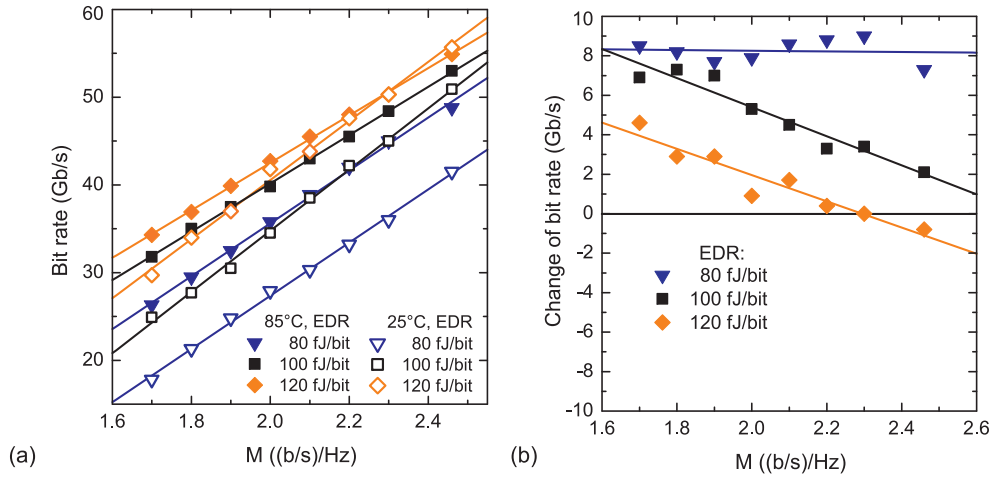 60
50
40
30
20
Bit rate (Gb/s)
85°C, EDR 25°C, EDR
80 fJ/bit 80 fJ/bit
100 fJ/bit 100 fJ/bit
120 fJ/bit 120 fJ/bit
1.6 1.8 2.0 2.2 2.4
(a) M ((b/s)/Hz)
10
8
6
4
2
0
-2
-4
-6
-8
-10
Change of bit rate (Gb/s)
EDR:
80 fJ/bit
100 fJ/bit
120 fJ/bit
1.6 1.8 2.0 2.2 2.4 2.6
(b) M ((b/s)/Hz)